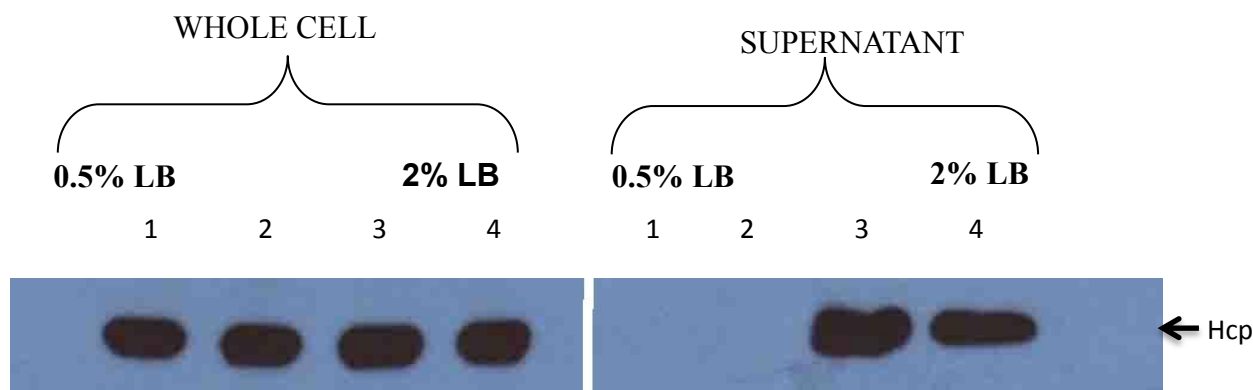 WHOLE CELL
SUPERNATANT
0.5% LB
2% LB
0.5% LB
2% LB
1 2 3 4
1 2 3 4
Hcp